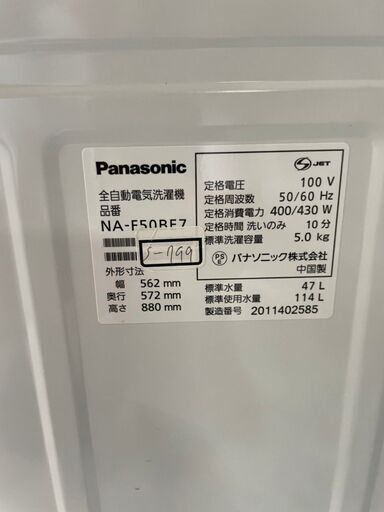 Panasonic
全自動電気洗濯機
品番
NA-F50BE7
S-799
外形寸法
幅 562 mm
奥行 572 mm
高さ 880 mm
S JET
定格電圧 100 V
定格周波数 50/60 Hz
定格消費電力 400/430 W
定格時間 洗いのみ 10分
標準洗濯容量 5.0 kg
PS E パナソニック株式会社
中国製
標準水量 47 L
標準使用水量 114 L
製造番号 2011402585